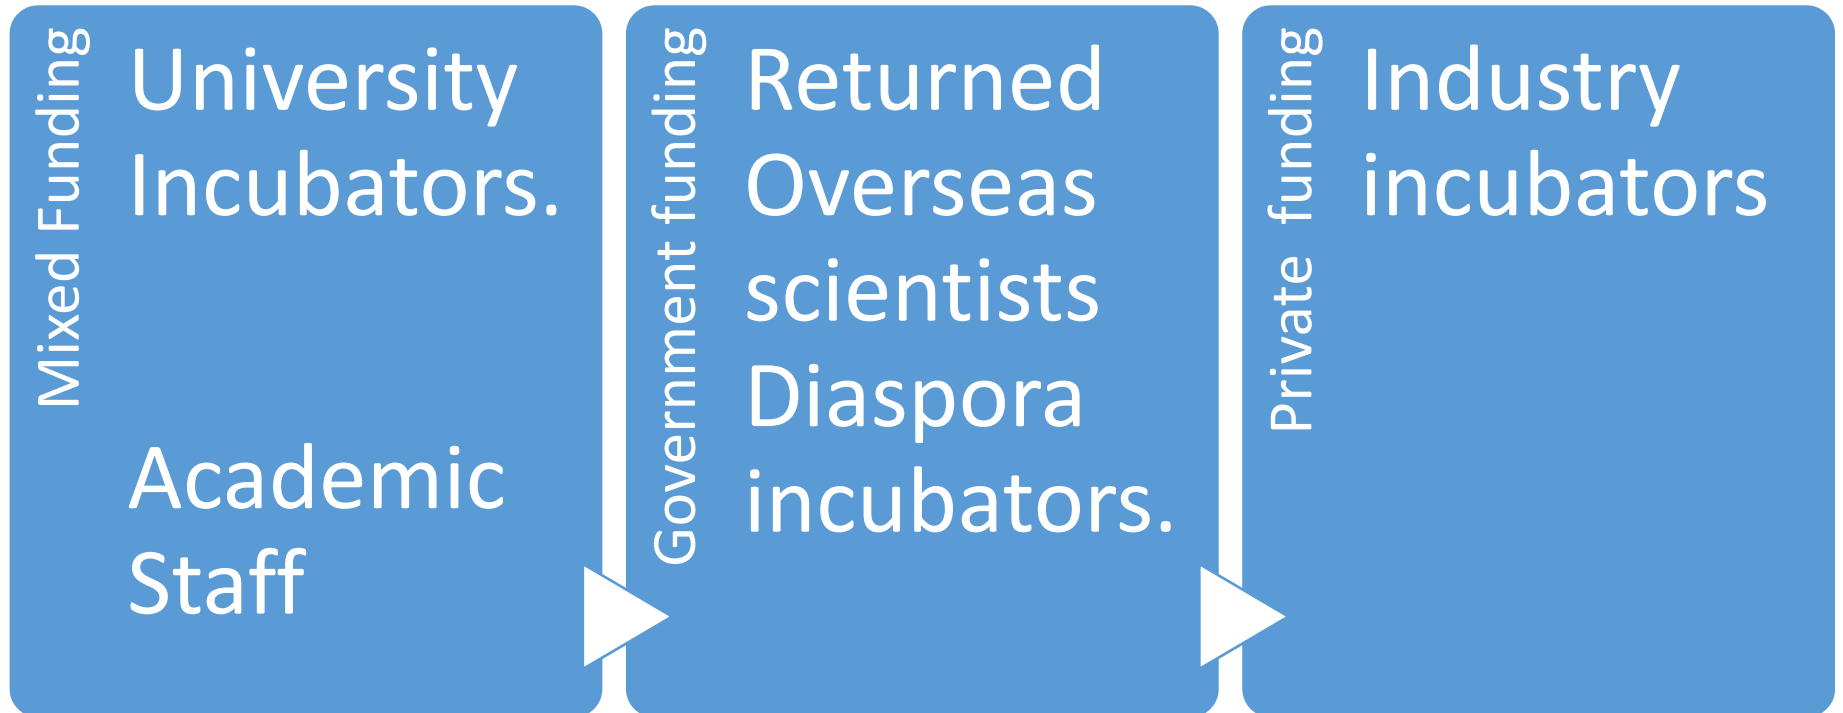 Mixed Funding
University
Incubators.
Academic
Staff
Government funding
Returned
Overseas
scientists
Diaspora
incubators.
Private  funding
Industry
incubators